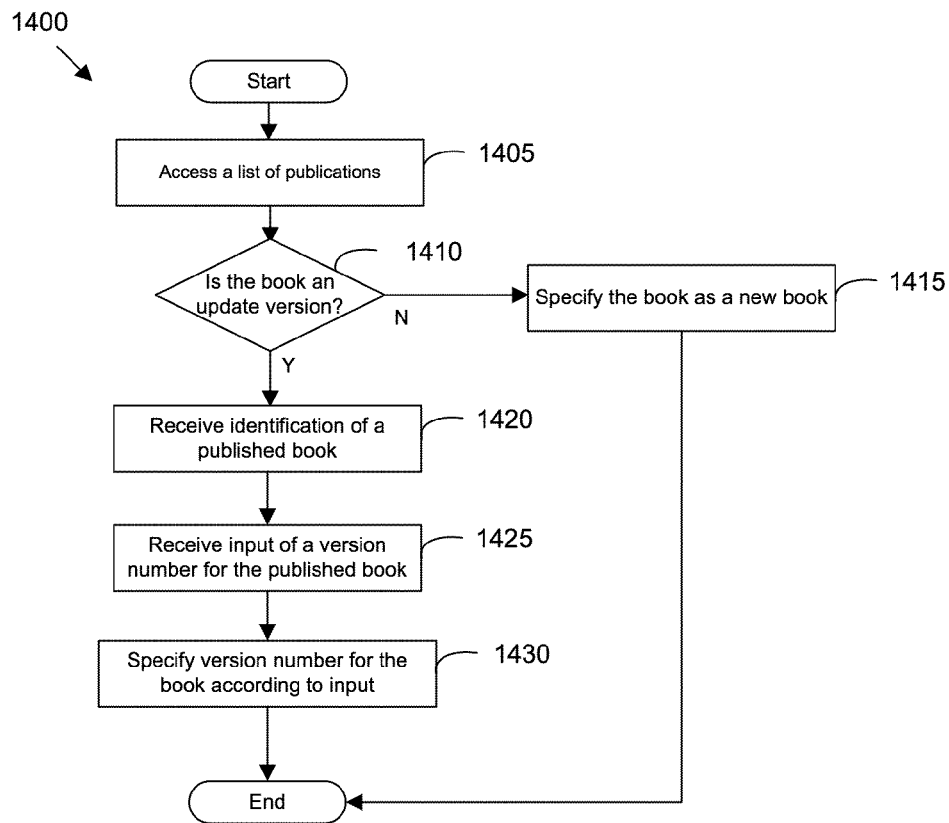 1400
Start
Access a list of publications
1405
1410
Is the book an
update version?
N
Specify the book as a new book
1415
Y
Receive identification of a
published book
1420
Receive input of a version
number for the published book
1425
Specify version number for the
book according to input
1430
End